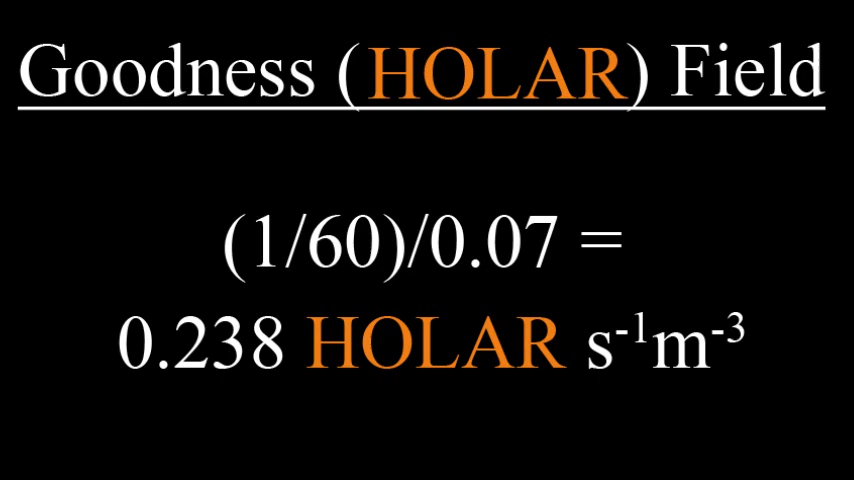 Goodness (HOLAR) Field
(1/60)/0.07 =
0.238 HOLAR s⁻¹m⁻³